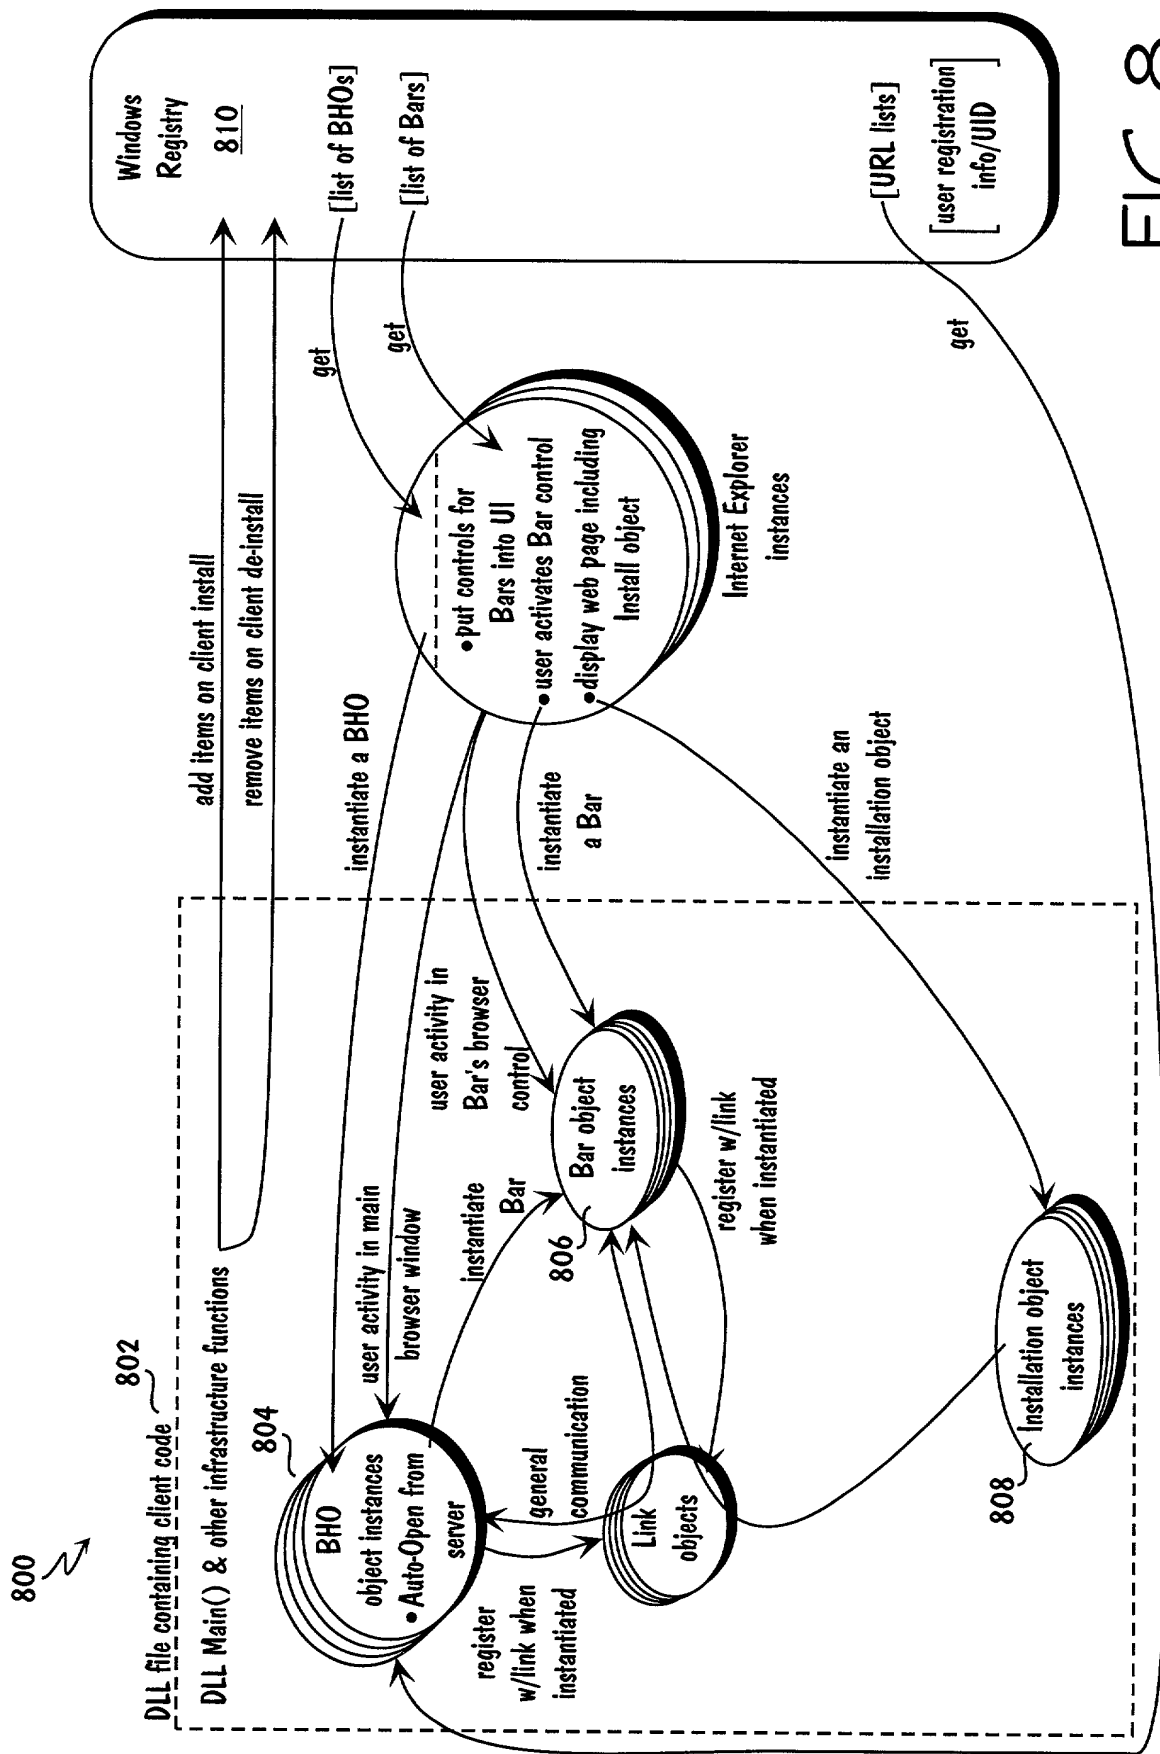 800
DLL file containing client code
802
DLL Main() & other infrastructure functions
add items on client install
remove items on client de-install
Windows
Registry
810
[list of BHOs]
[list of Bars]
[URL lists]
[user registration
info/UID]
get
get
get
804
BHO
object instances
• Auto-Open from
server
instantiate a BHO
user activity in main
browser window
user activity in
Bar's browser
control
instantiate
a Bar
• put controls for
Bars into UI
• user activates Bar control
• display web page including
Install object
Internet Explorer
instances
instantiate
Bar
806
Bar object
instances
register
w/link when
instantiated
general
communication
Link
objects
register w/link
when instantiated
instantiate an
installation object
808
Installation object
instances
FIG. 8